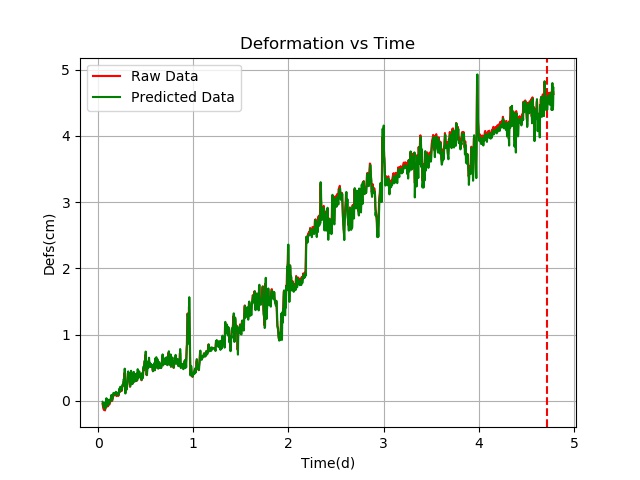 Deformation vs Time
Raw Data
Predicted Data
Defs(cm)
5
4
3
2
1
0
0 1 2 3 4 5
Time(d)